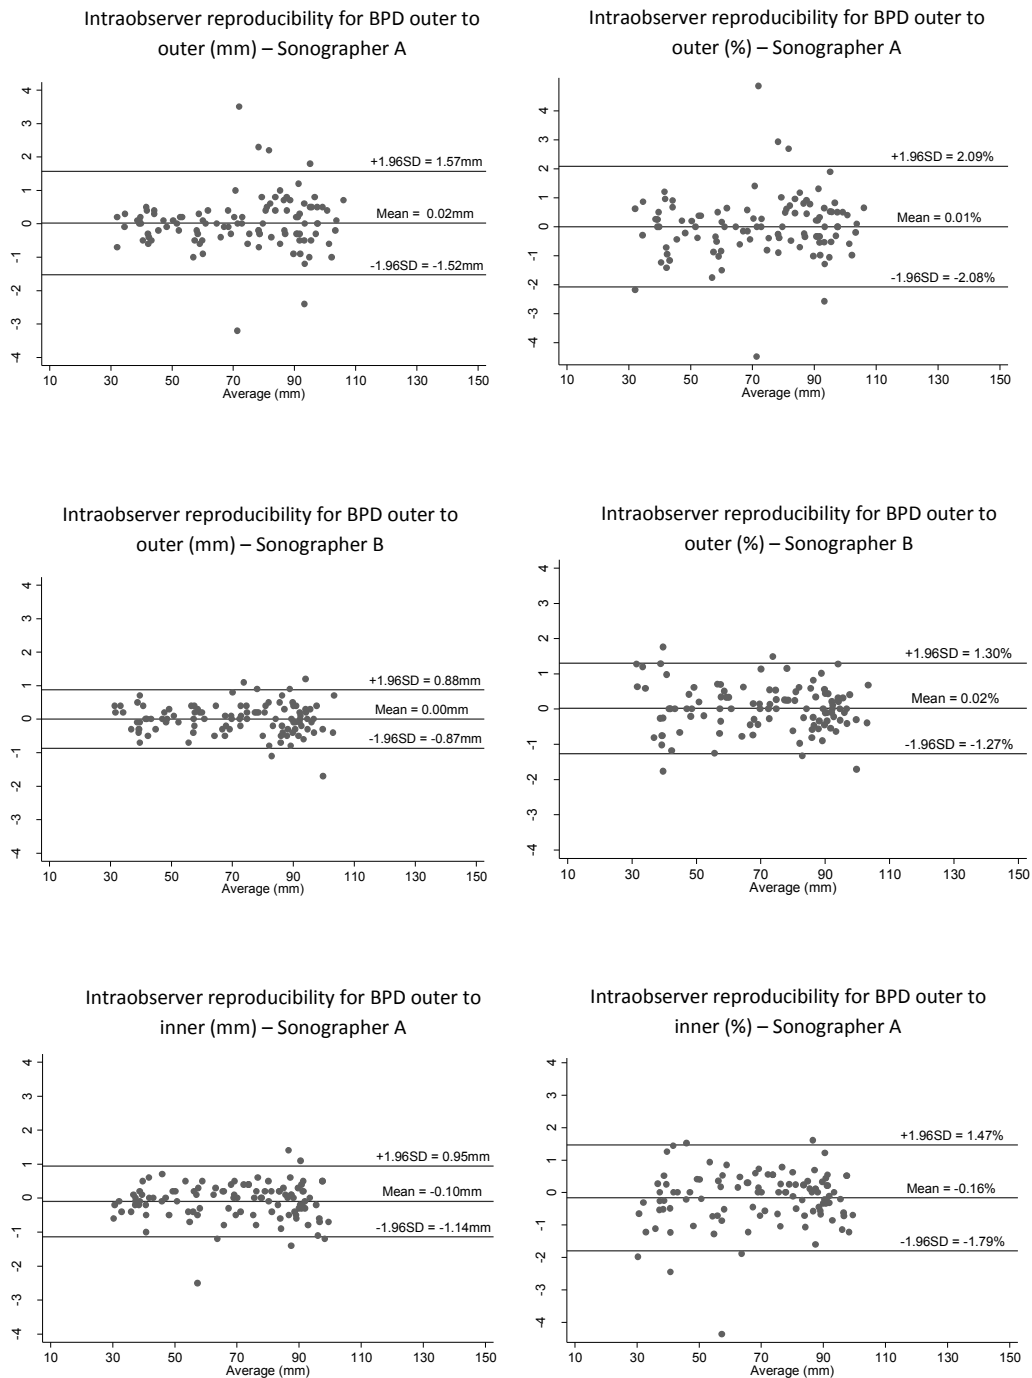 Intraobserver reproducibility for BPD outer to
outer (mm) – Sonographer A
4
3
2
1
0
-1
-2
-3
-4
+1.96SD = 1.57mm
Mean = 0.02mm
-1.96SD = -1.52mm
10 30 50 70 90 110 130 150
Average (mm)
Intraobserver reproducibility for BPD outer to
outer (%) – Sonographer A
4
3
2
1
0
-1
-2
-3
-4
+1.96SD = 2.09%
Mean = 0.01%
-1.96SD = -2.08%
10 30 50 70 90 110 130 150
Average (mm)
Intraobserver reproducibility for BPD outer to
outer (mm) – Sonographer B
4
3
2
1
0
-1
-2
-3
-4
+1.96SD = 0.88mm
Mean = 0.00mm
-1.96SD = -0.87mm
10 30 50 70 90 110 130 150
Average (mm)
Intraobserver reproducibility for BPD outer to
outer (%) – Sonographer B
4
3
2
1
0
-1
-2
-3
-4
+1.96SD = 1.30%
Mean = 0.02%
-1.96SD = -1.27%
10 30 50 70 90 110 130 150
Average (mm)
Intraobserver reproducibility for BPD outer to
inner (mm) – Sonographer A
4
3
2
1
0
-1
-2
-3
-4
+1.96SD = 0.95mm
Mean = -0.10mm
-1.96SD = -1.14mm
10 30 50 70 90 110 130 150
Average (mm)
Intraobserver reproducibility for BPD outer to
inner (%) – Sonographer A
4
3
2
1
0
-1
-2
-3
-4
+1.96SD = 1.47%
Mean = -0.16%
-1.96SD = -1.79%
10 30 50 70 90 110 130 150
Average (mm)